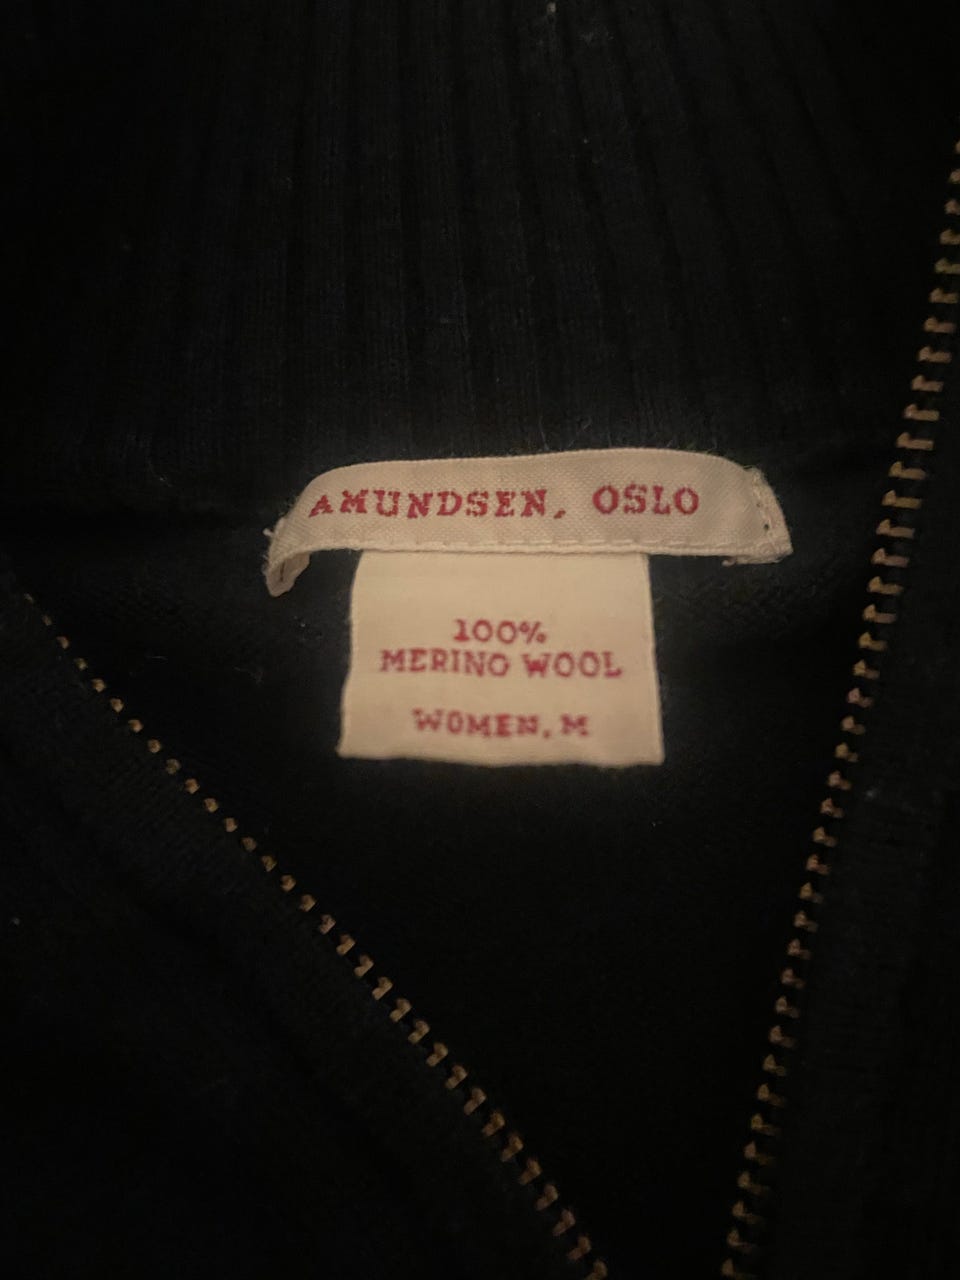 AMUNDSEN, OSLO
100%
MERINO WOOL
WOMEN, M